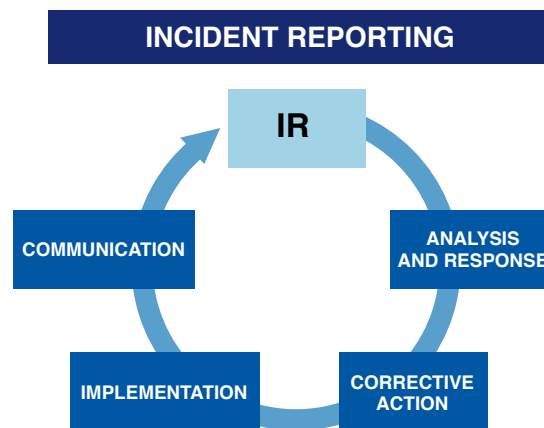 INCIDENT REPORTING
IR
ANALYSIS
AND RESPONSE
CORRECTIVE
ACTION
IMPLEMENTATION
COMMUNICATION